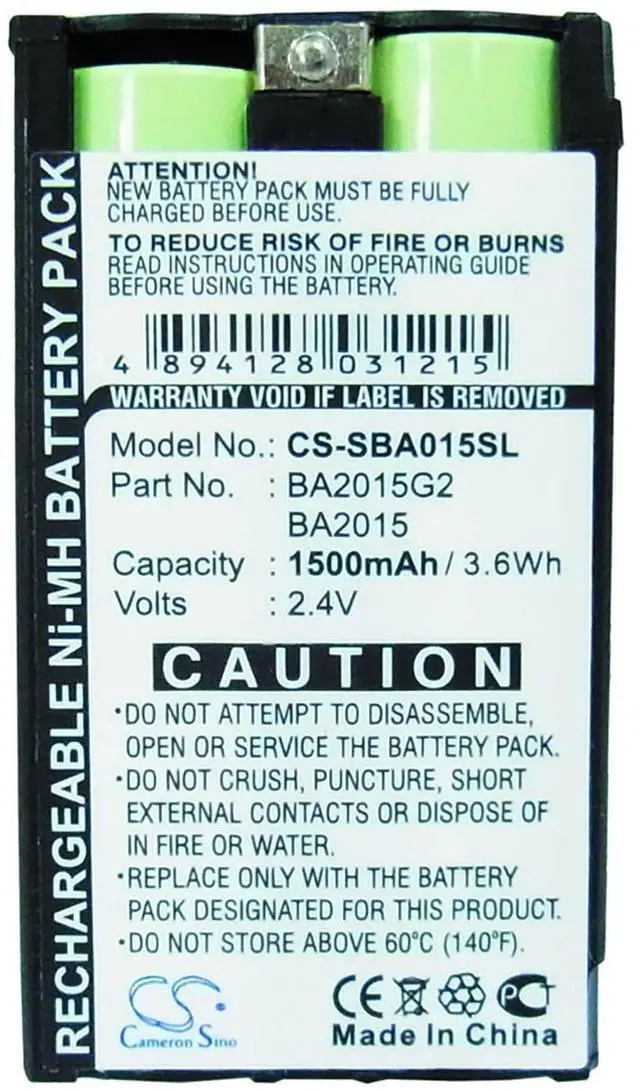 RECHARGEABLE Ni-MH BATTERY PACK
ATTENTION!
NEW BATTERY PACK MUST BE FULLY
CHARGED BEFORE USE.
TO REDUCE RISK OF FIRE OR BURNS
READ INSTRUCTIONS IN OPERATING GUIDE
BEFORE USING THE BATTERY.
4 894128 031215
WARRANTY VOID IF LABEL IS REMOVED
Model No.: CS-SBA015SL
Part No. : BA2015G2
BA2015
Capacity : 1500mAh / 3.6Wh
Volts : 2.4V
CAUTION
·DO NOT ATTEMPT TO DISASSEMBLE,
OPEN OR SERVICE THE BATTERY PACK.
·DO NOT CRUSH, PUNCTURE, SHORT
EXTERNAL CONTACTS OR DISPOSE OF
IN FIRE OR WATER.
·REPLACE ONLY WITH THE BATTERY
PACK DESIGNATED FOR THIS PRODUCT.
·DO NOT STORE ABOVE 60°C (140°F).
CS CE PCT
Cameron Sino Made In China